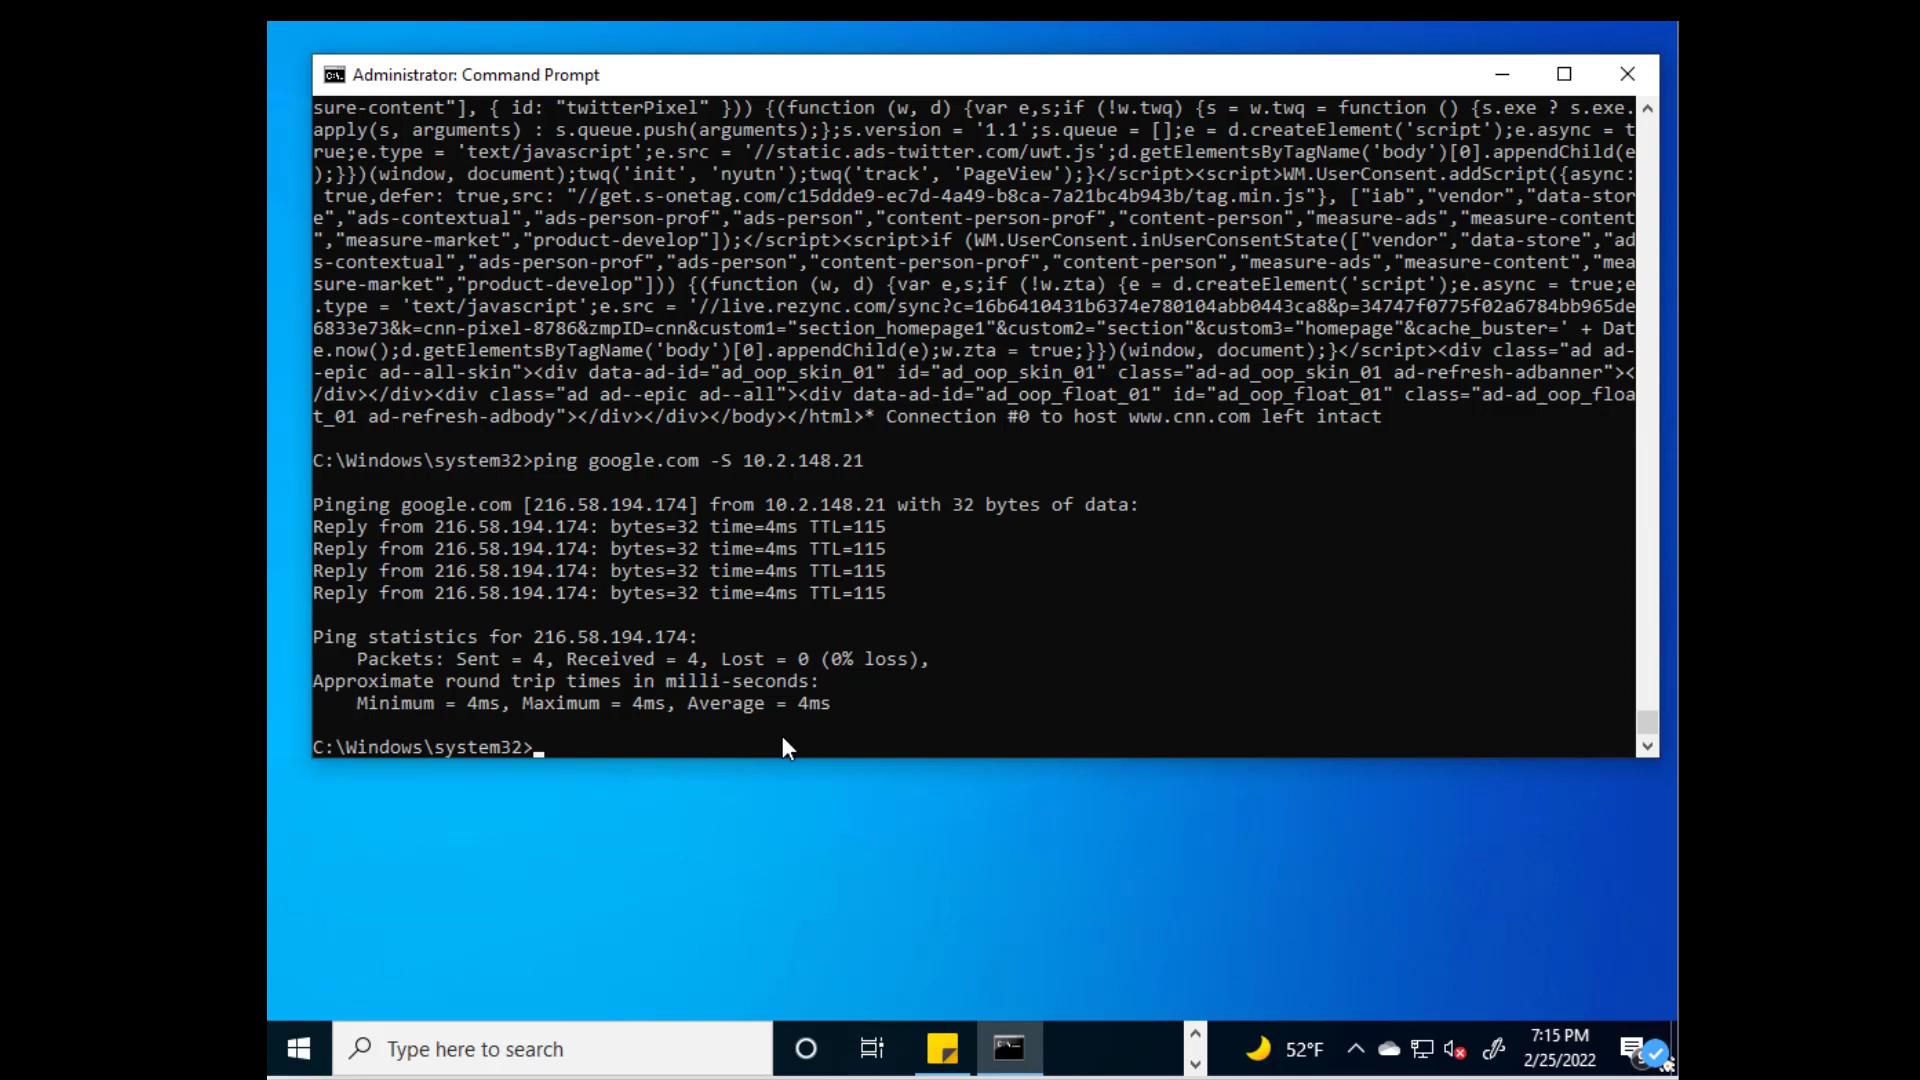 Administrator: Command Prompt
sure-content"], { id: "twitterPixel" })) {(function (w, d) {var e,s;if (!w.twq) {s = w.twq = function () {s.exe ? s.exe.
apply(s, arguments) : s.queue.push(arguments);};s.version = '1.1';s.queue = [];e = d.createElement('script');e.async = t
rue;e.type = 'text/javascript';e.src = '//static.ads-twitter.com/uwt.js';d.getElementsByTagName('body')[0].appendChild(e
);}})(window, document);twq('init', 'nyutn');twq('track', 'PageView');}</script><script>WM.UserConsent.addScript({async:
 true,defer: true,src: "//get.s-onetag.com/c15ddde9-ec7d-4a49-b8ca-7a21bc4b943b/tag.min.js"}, ["iab","vendor","data-stor
e","ads-contextual","ads-person-prof","ads-person","content-person-prof","content-person","measure-ads","measure-content
","measure-market","product-develop"]);</script><script>if (WM.UserConsent.inUserConsentState(["vendor","data-store","ad
s-contextual","ads-person-prof","ads-person","content-person-prof","content-person","measure-ads","measure-content","mea
sure-market","product-develop"])) {(function (w, d) {var e,s;if (!w.zta) {e = d.createElement('script');e.async = true;e
.type = 'text/javascript';e.src = '//live.rezync.com/sync?c=16b6410431b6374e780104abb0443ca8&p=34747f0775f02a6784bb965de
6833e73&k=cnn-pixel-8786&zmpID=cnn&custom1="section_homepage1"&custom2="section"&custom3="homepage"&cache_buster=' + Dat
e.now();d.getElementsByTagName('body')[0].appendChild(e);w.zta = true;}})(window, document);}</script><div class="ad ad-
-epic ad--all-skin"><div data-ad-id="ad_oop_skin_01" id="ad_oop_skin_01" class="ad-ad_oop_skin_01 ad-refresh-adbanner"><
/div></div><div class="ad ad--epic ad--all"><div data-ad-id="ad_oop_float_01" id="ad_oop_float_01" class="ad-ad_oop_floa
t_01 ad-refresh-adbody"></div></div></body></html>* Connection #0 to host www.cnn.com left intact
C:\Windows\system32>ping google.com -S 10.2.148.21
Pinging google.com [216.58.194.174] from 10.2.148.21 with 32 bytes of data:
Reply from 216.58.194.174: bytes=32 time=4ms TTL=115
Reply from 216.58.194.174: bytes=32 time=4ms TTL=115
Reply from 216.58.194.174: bytes=32 time=4ms TTL=115
Reply from 216.58.194.174: bytes=32 time=4ms TTL=115
Ping statistics for 216.58.194.174:
    Packets: Sent = 4, Received = 4, Lost = 0 (0% loss),
Approximate round trip times in milli-seconds:
    Minimum = 4ms, Maximum = 4ms, Average = 4ms
C:\Windows\system32>
Type here to search
52°F
7:15 PM
2/25/2022